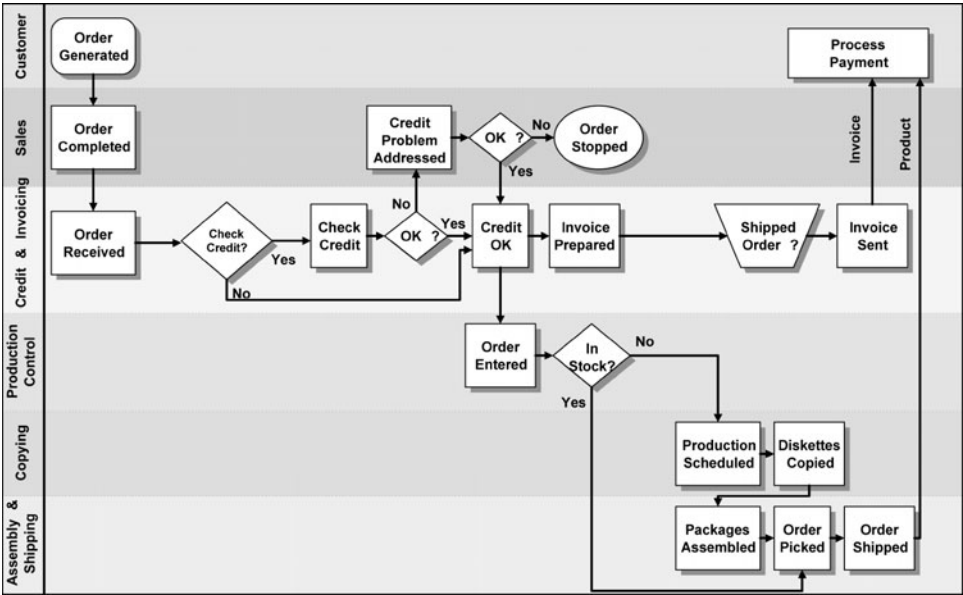 Customer
Order
Generated
Process
Payment
Sales
Order
Completed
Credit
Problem
Addressed
OK ?
No
Order
Stopped
Yes
Invoice
Product
Credit & Invoicing
Order
Received
Check
Credit?
Yes
No
Check
Credit
No
OK ?
Yes
Credit
OK
Invoice
Prepared
Shipped
Order ?
Invoice
Sent
Production
Control
Order
Entered
In
Stock?
No
Yes
Copying
Production
Scheduled
Diskettes
Copied
Assembly &
Shipping
Packages
Assembled
Order
Picked
Order
Shipped